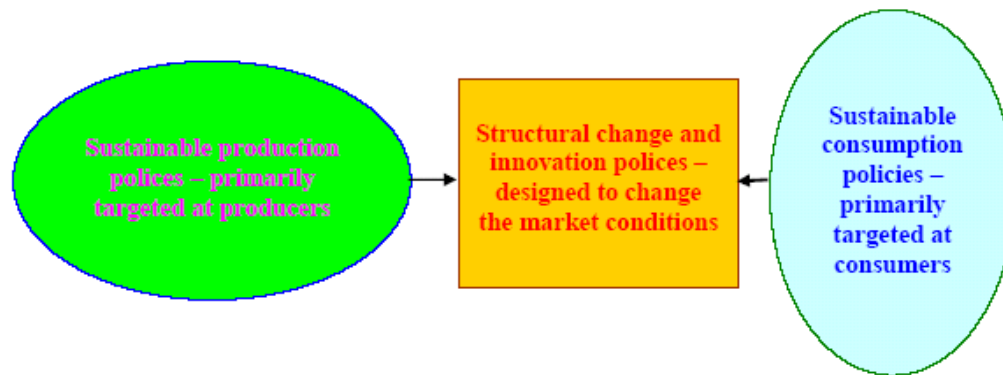 Sustainable production
polices – primarily
targeted at producers
Structural change and
innovation polices –
designed to change
the market conditions
Sustainable
consumption
policies –
primarily
targeted at
consumers